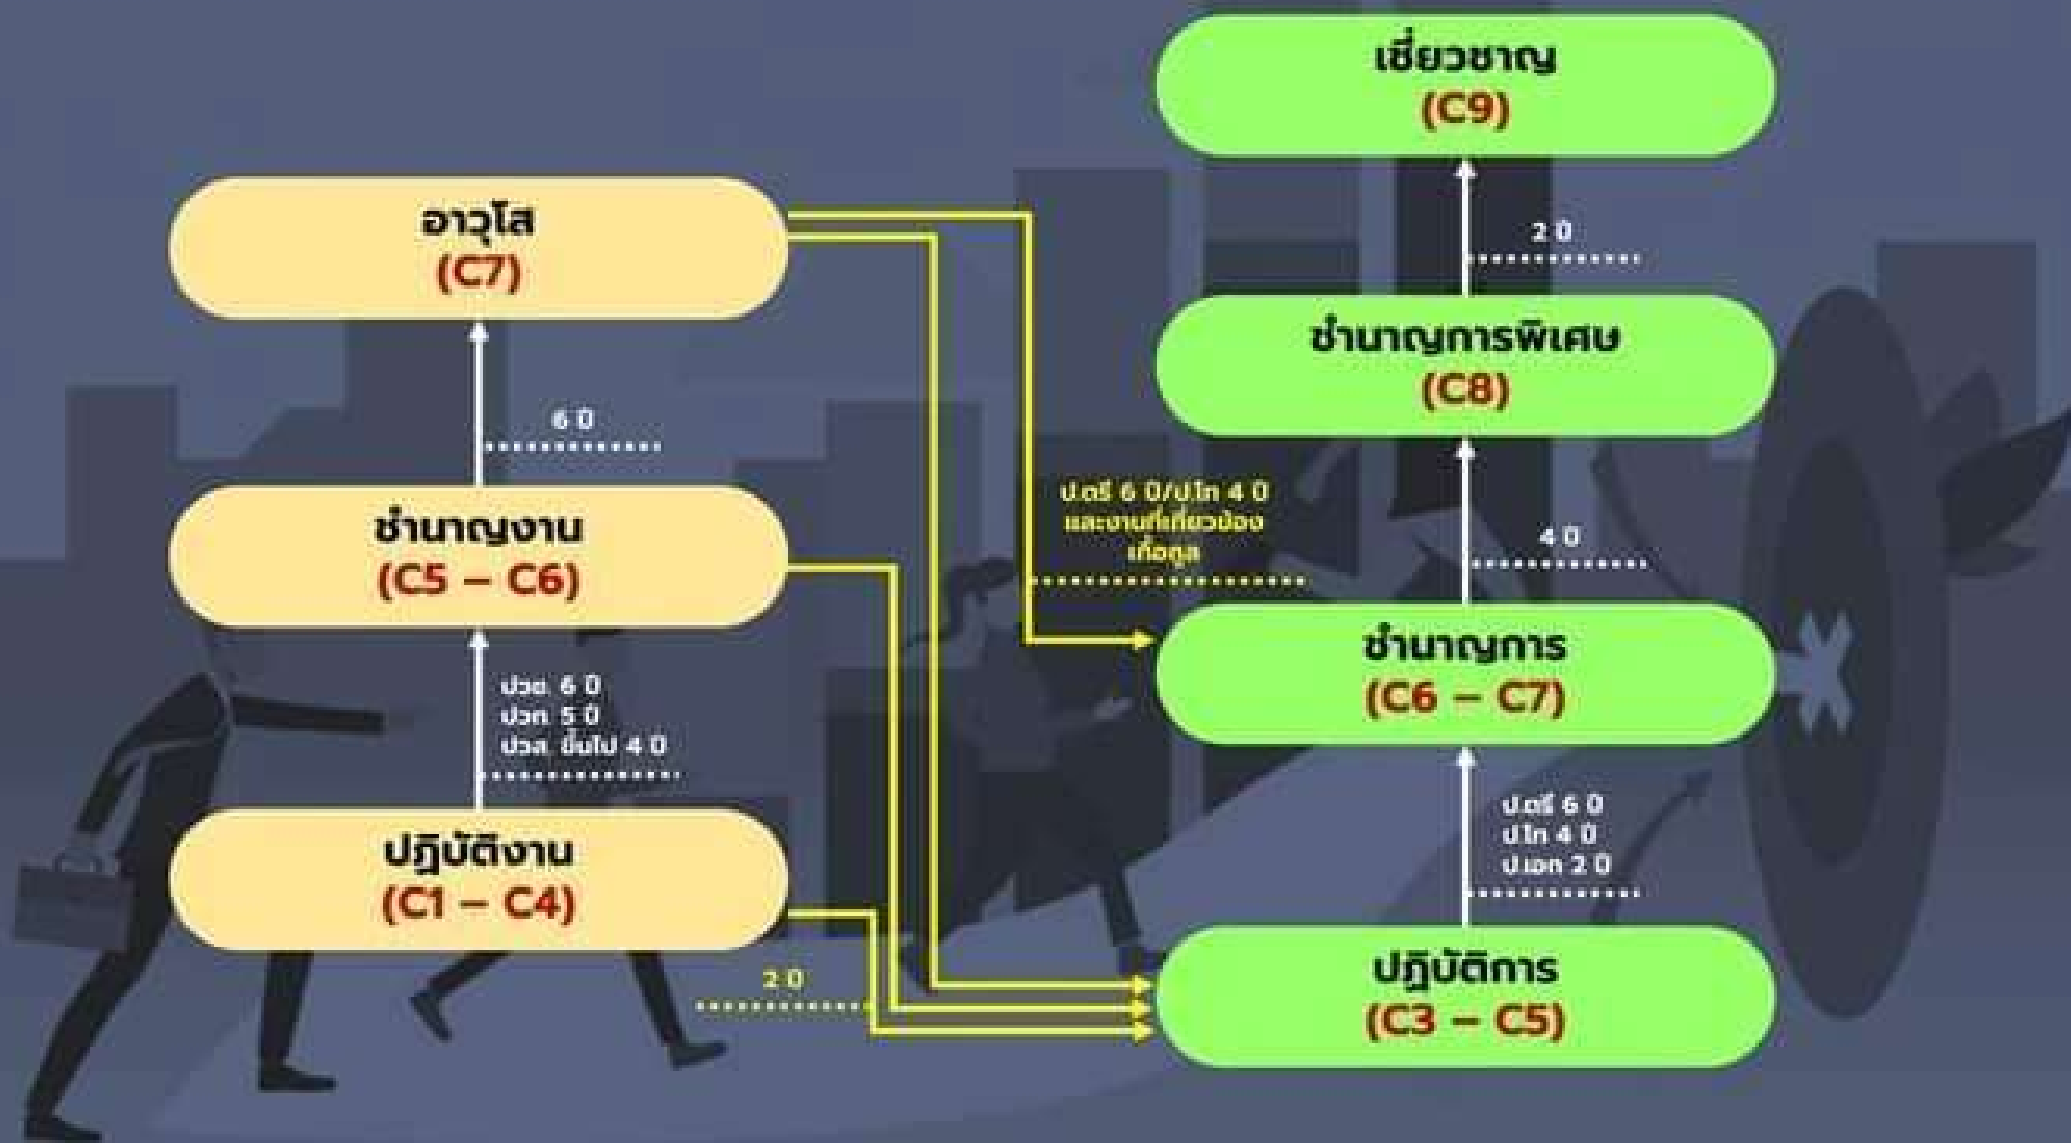 เชี่ยวชาญ
(C9)
2 ปี
ชำนาญการพิเศษ
(C8)
4 ปี
ชำนาญการ
(C6 – C7)
ป.ตรี 6 ปี
ป.โท 4 ปี
ป.เอก 2 ปี
ปฏิบัติการ
(C3 – C5)
อาวุโส
(C7)
6 ปี
ชำนาญงาน
(C5 – C6)
ปวช. 6 ปี
ปวท. 5 ปี
ปวส. ขึ้นไป 4 ปี
ปฏิบัติงาน
(C1 – C4)
2 ปี
ป.ตรี 6 ปี/ป.โท 4 ปี
และงานที่เกี่ยวข้อง
เกื้อกูล